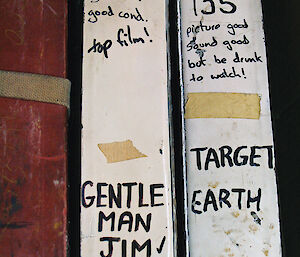 good cond.
top film!
GENTLE
MAN
JIM✓
135
picture good
sound good
but be drunk
to watch!
TARGET
EARTH